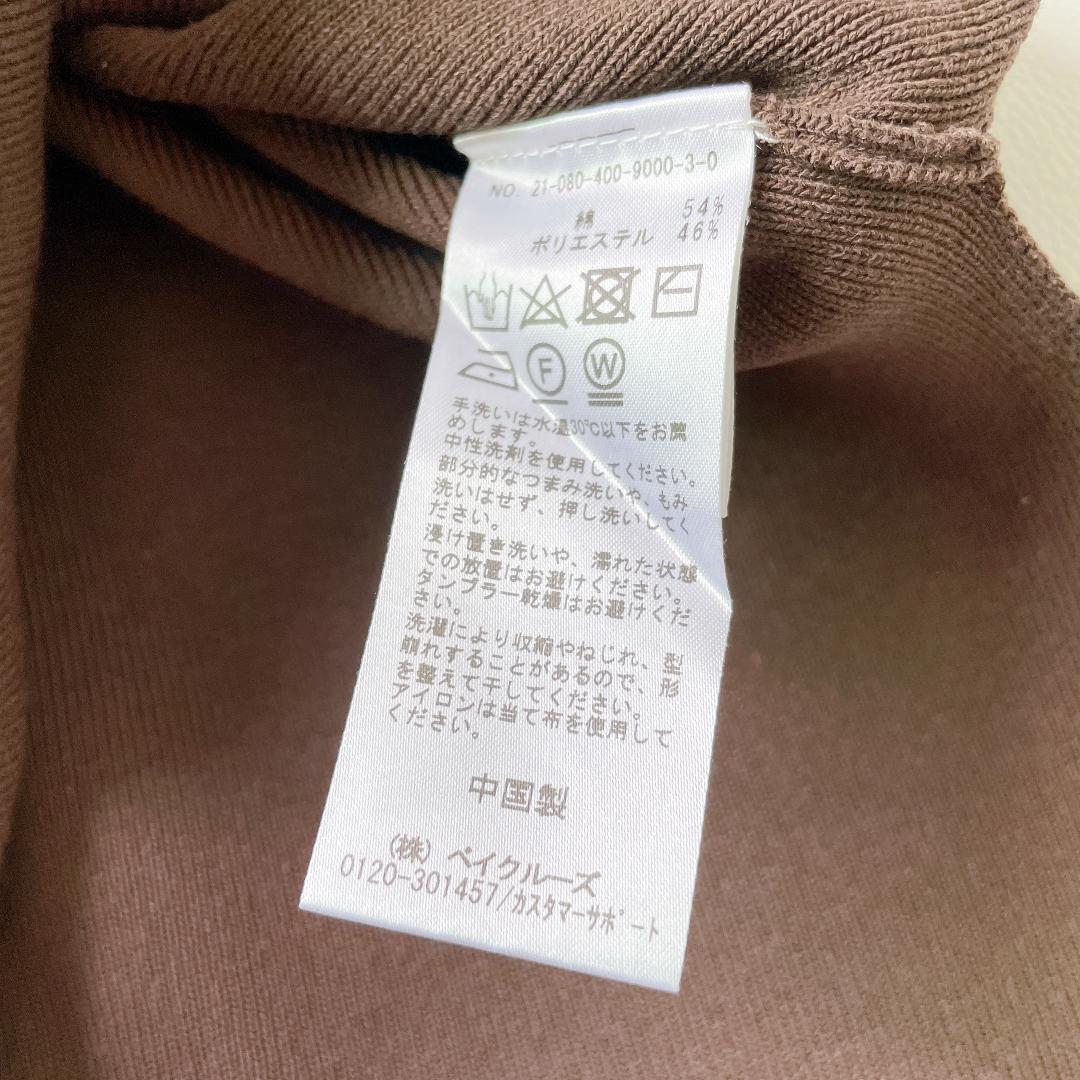 NO. 21-080-400-9000-3-0
綿 54%
ポリエステル 46%
F W
手洗いは水温30℃以下をお薦
めします。
中性洗剤を使用してください。
部分的なつまみ洗いや、もみ
洗いはせず、押し洗いしてく
ださい。
浸け置き洗いや、濡れた状態
での放置はお避けください。
タンブラー乾燥はお避けくだ
さい。
洗濯により収縮やねじれ、型
崩れすることがあるので、形
を整えて干してください。
アイロンは当て布を使用して
ください。
中国製
(株) ベイクルーズ
0120-301457/カスタマーサポート